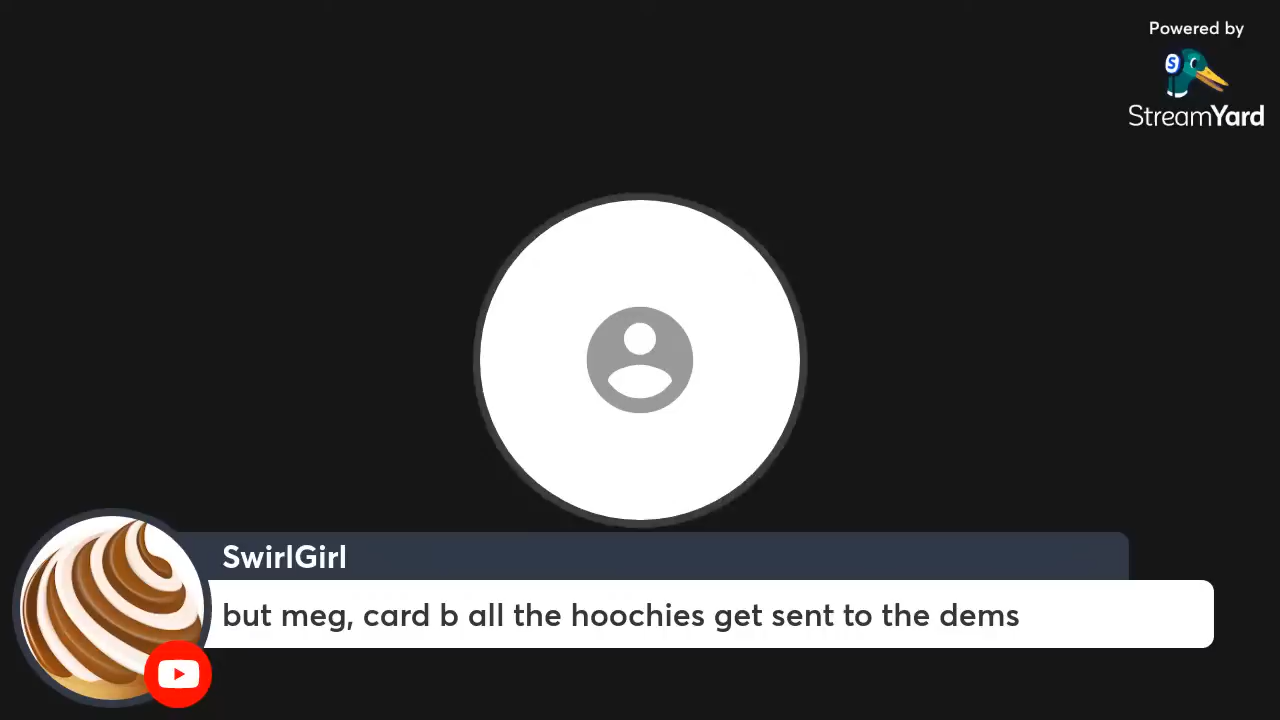 Powered by
S
StreamYard
SwirlGirl
but meg, card b all the hoochies get sent to the dems